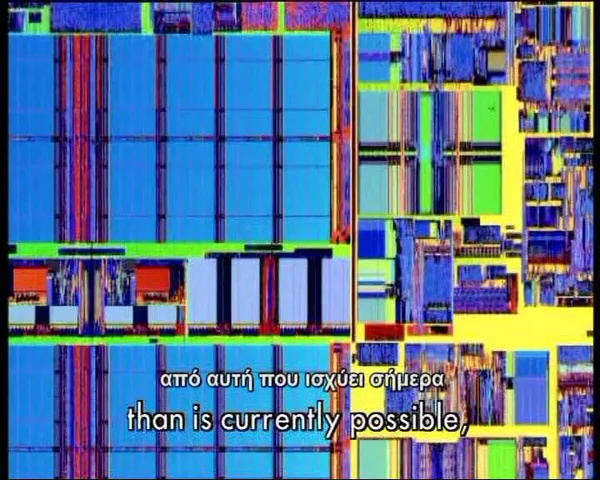 από αυτή που ισχύει σήμερα
than is currently possible,